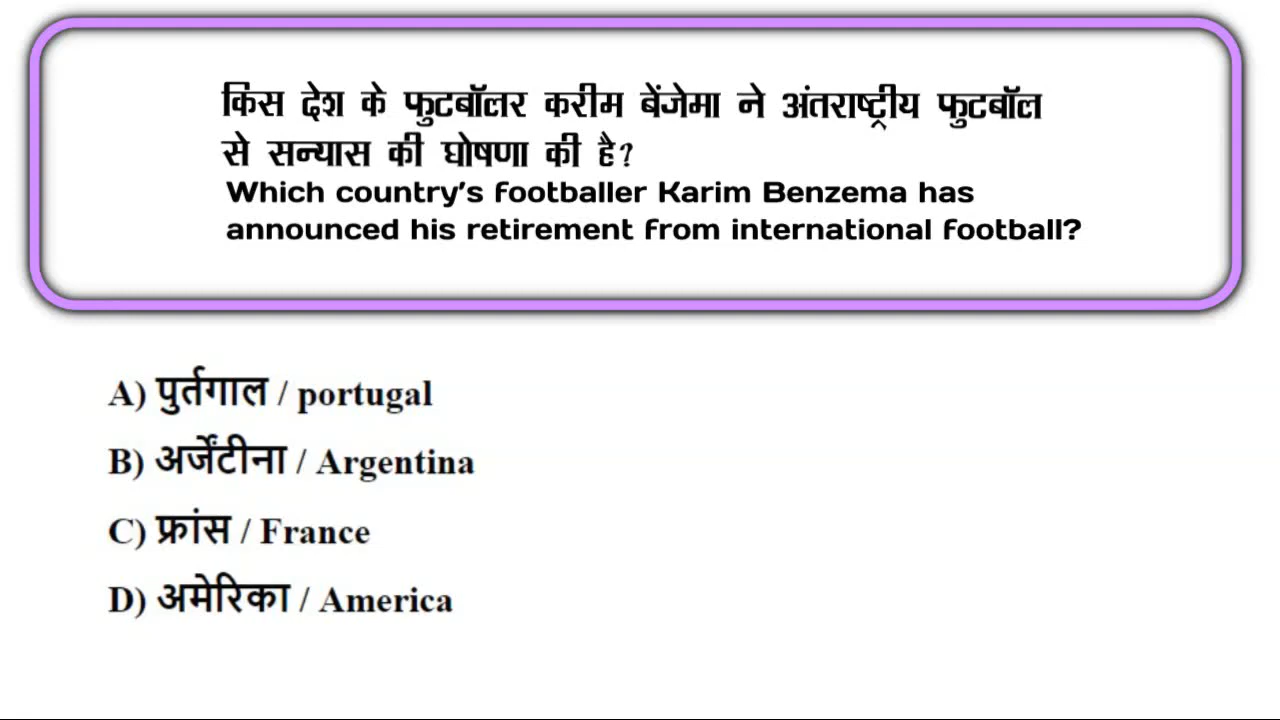 किस देश के फुटबॉलर करीम बेंजेमा ने अंतराष्ट्रीय फुटबॉल
से सन्यास की घोषणा की है?
Which country's footballer Karim Benzema has
announced his retirement from international football?
A) पुर्तगाल / portugal
B) अर्जेंटीना / Argentina
C) फ्रांस / France
D) अमेरिका / America